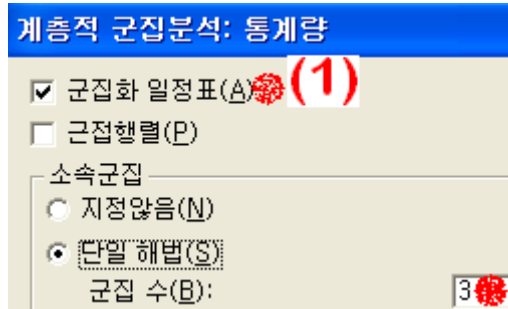 계층적 군집분석: 통계량
군집화 일정표(A) (1)
근접행렬(P)
소속군집
지정않음(N)
단일 해법(S)
군집 수(B): 3